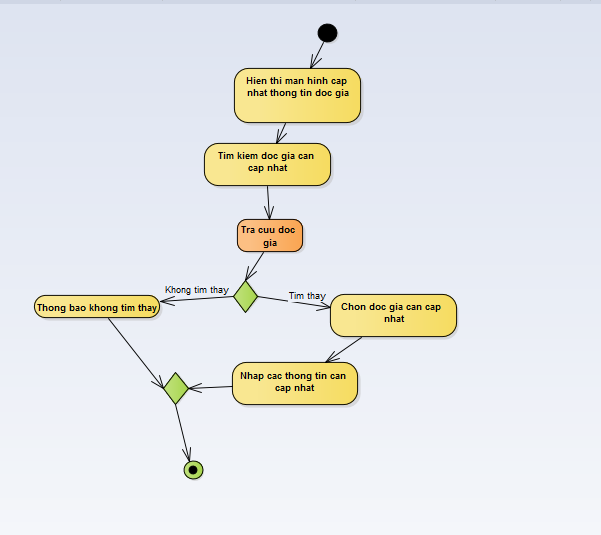 Hien thi man hinh cap
nhat thong tin doc gia
Tim kiem doc gia can
cap nhat
Tra cuu doc
gia
Khong tim thay
Tim thay
Thong bao khong tim thay
Chon doc gia can cap
nhat
Nhap cac thong tin can
cap nhat